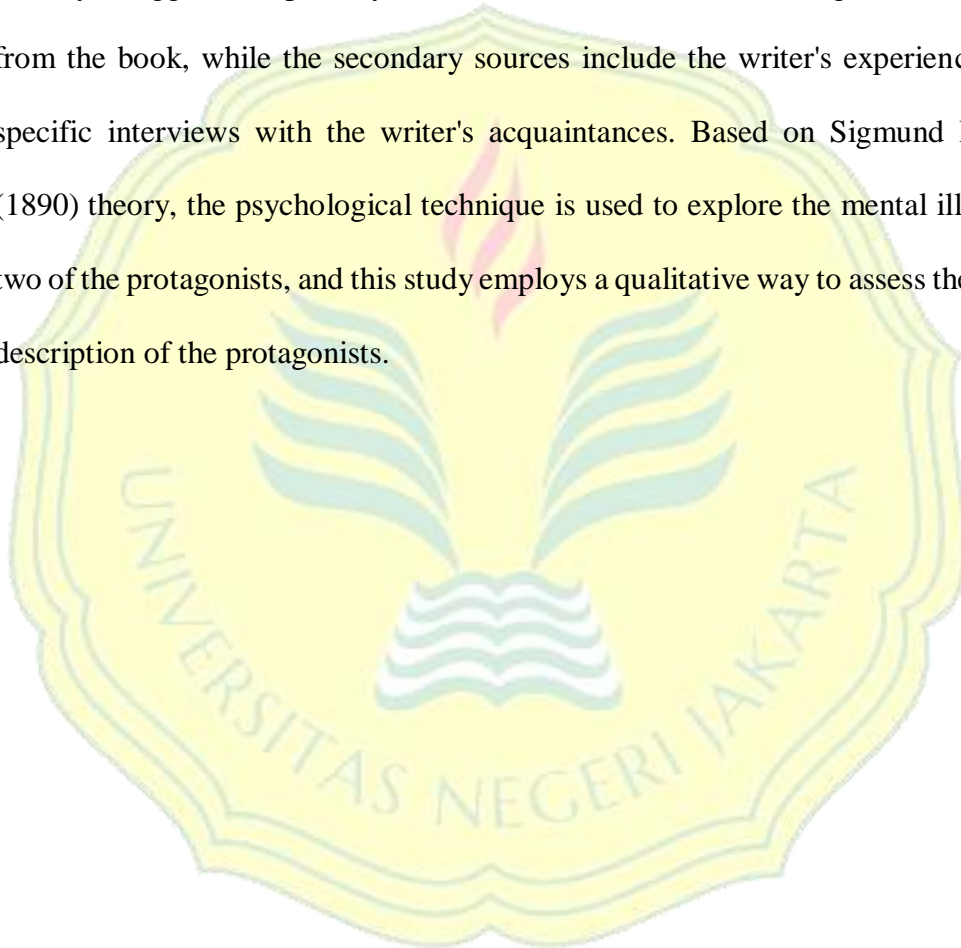 from the book, while the secondary sources include the writer's experienc
specific interviews with the writer's acquaintances. Based on Sigmund
(1890) theory, the psychological technique is used to explore the mental ill
two of the protagonists, and this study employs a qualitative way to assess the
description of the protagonists.
UNIVERSITAS NEGERI JAKARTA